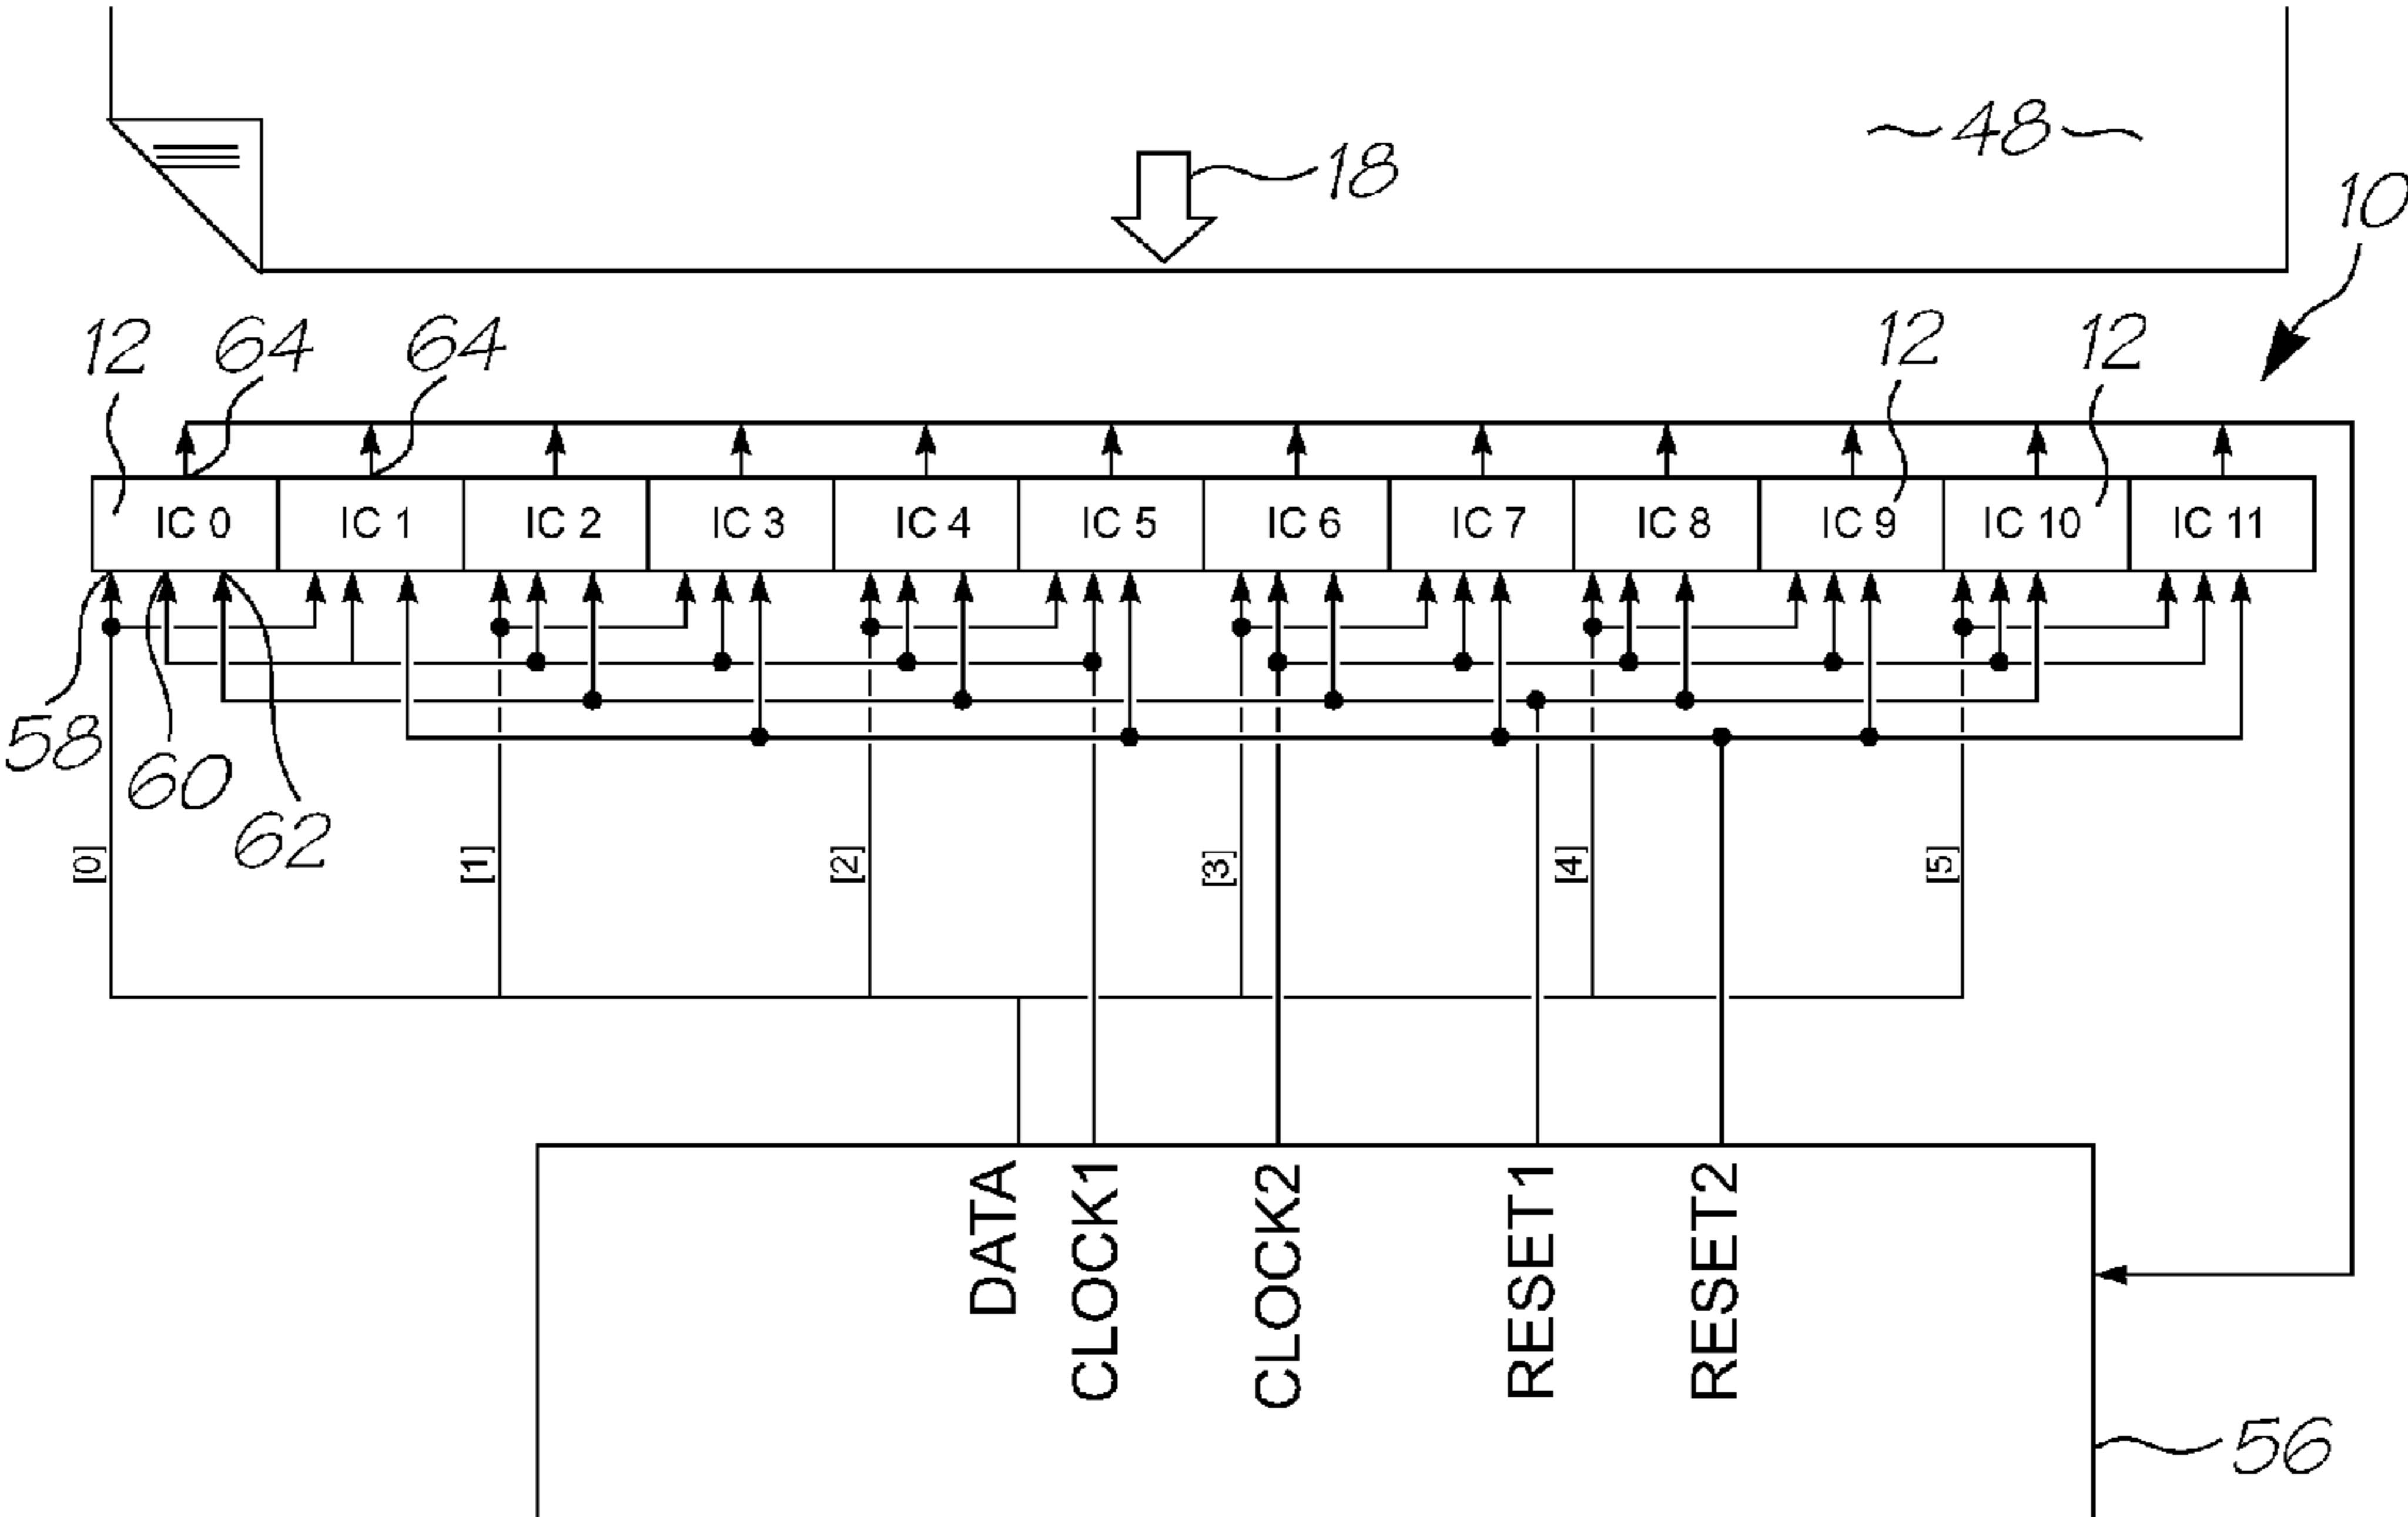 ~48~
18
10
12
64
64
12
12
IC 0
IC 1
IC 2
IC 3
IC 4
IC 5
IC 6
IC 7
IC 8
IC 9
IC 10
IC 11
58
60
62
[0]
[1]
[2]
[3]
[4]
[5]
DATA
CLOCK1
CLOCK2
RESET1
RESET2
56